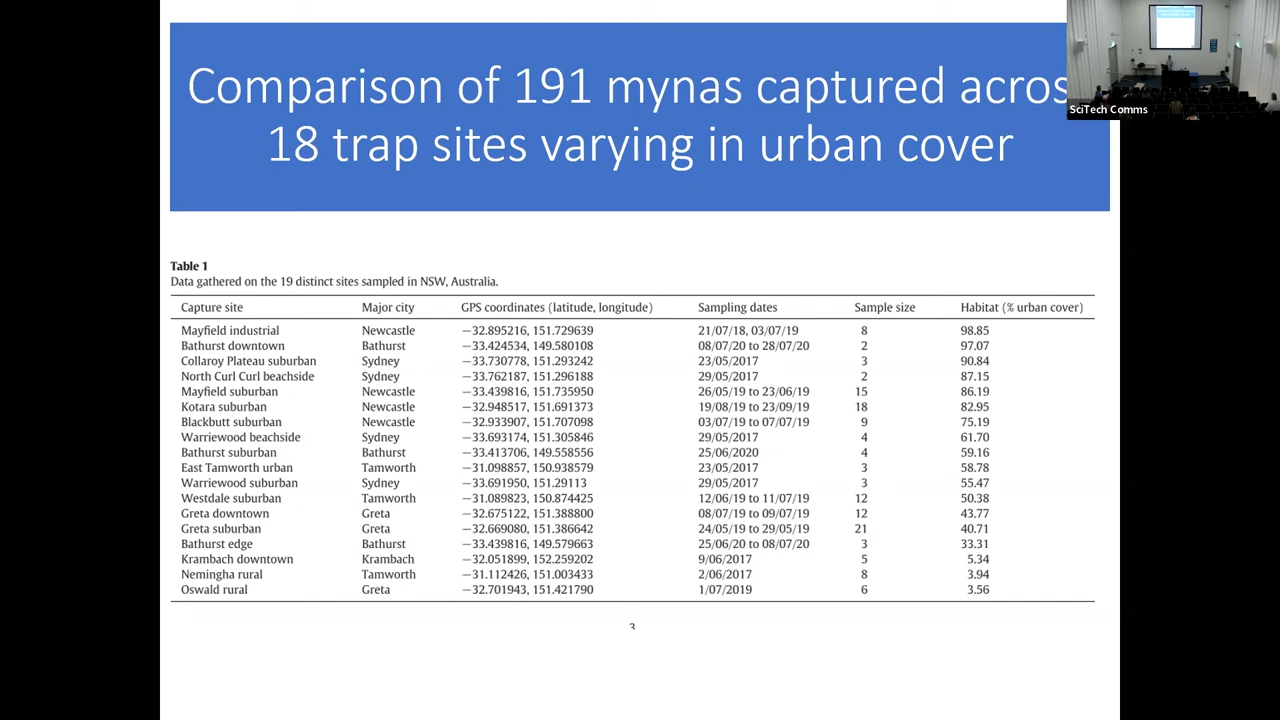 Comparison of 191 mynas captured acros
18 trap sites varying in urban cover
SciTech Comms
Table 1
Data gathered on the 19 distinct sites sampled in NSW, Australia.
Capture site Major city GPS coordinates (latitude, longitude) Sampling dates Sample size Habitat (% urban cover)
Mayfield industrial Newcastle −32.895216, 151.729639 21/07/18, 03/07/19 8 98.85
Bathurst downtown Bathurst −33.424534, 149.580108 08/07/20 to 28/07/20 2 97.07
Collaroy Plateau suburban Sydney −33.730778, 151.293242 23/05/2017 3 90.84
North Curl Curl beachside Sydney −33.762187, 151.296188 29/05/2017 2 87.15
Mayfield suburban Newcastle −33.439816, 151.735950 26/05/19 to 23/06/19 15 86.19
Kotara suburban Newcastle −32.948517, 151.691373 19/08/19 to 23/09/19 18 82.95
Blackbutt suburban Newcastle −32.933907, 151.707098 03/07/19 to 07/07/19 9 75.19
Warriewood beachside Sydney −33.693174, 151.305846 29/05/2017 4 61.70
Bathurst suburban Bathurst −33.413706, 149.558556 25/06/2020 4 59.16
East Tamworth urban Tamworth −31.098857, 150.938579 23/05/2017 3 58.78
Warriewood suburban Sydney −33.691950, 151.29113 29/05/2017 3 55.47
Westdale suburban Tamworth −31.089823, 150.874425 12/06/19 to 11/07/19 12 50.38
Greta downtown Greta −32.675122, 151.388800 08/07/19 to 09/07/19 12 43.77
Greta suburban Greta −32.669080, 151.386642 24/05/19 to 29/05/19 21 40.71
Bathurst edge Bathurst −33.439816, 149.579663 25/06/20 to 08/07/20 3 33.31
Krambach downtown Krambach −32.051899, 152.259202 9/06/2017 5 5.34
Nemingha rural Tamworth −31.112426, 151.003433 2/06/2017 8 3.94
Oswald rural Greta −32.701943, 151.421790 1/07/2019 6 3.56
3